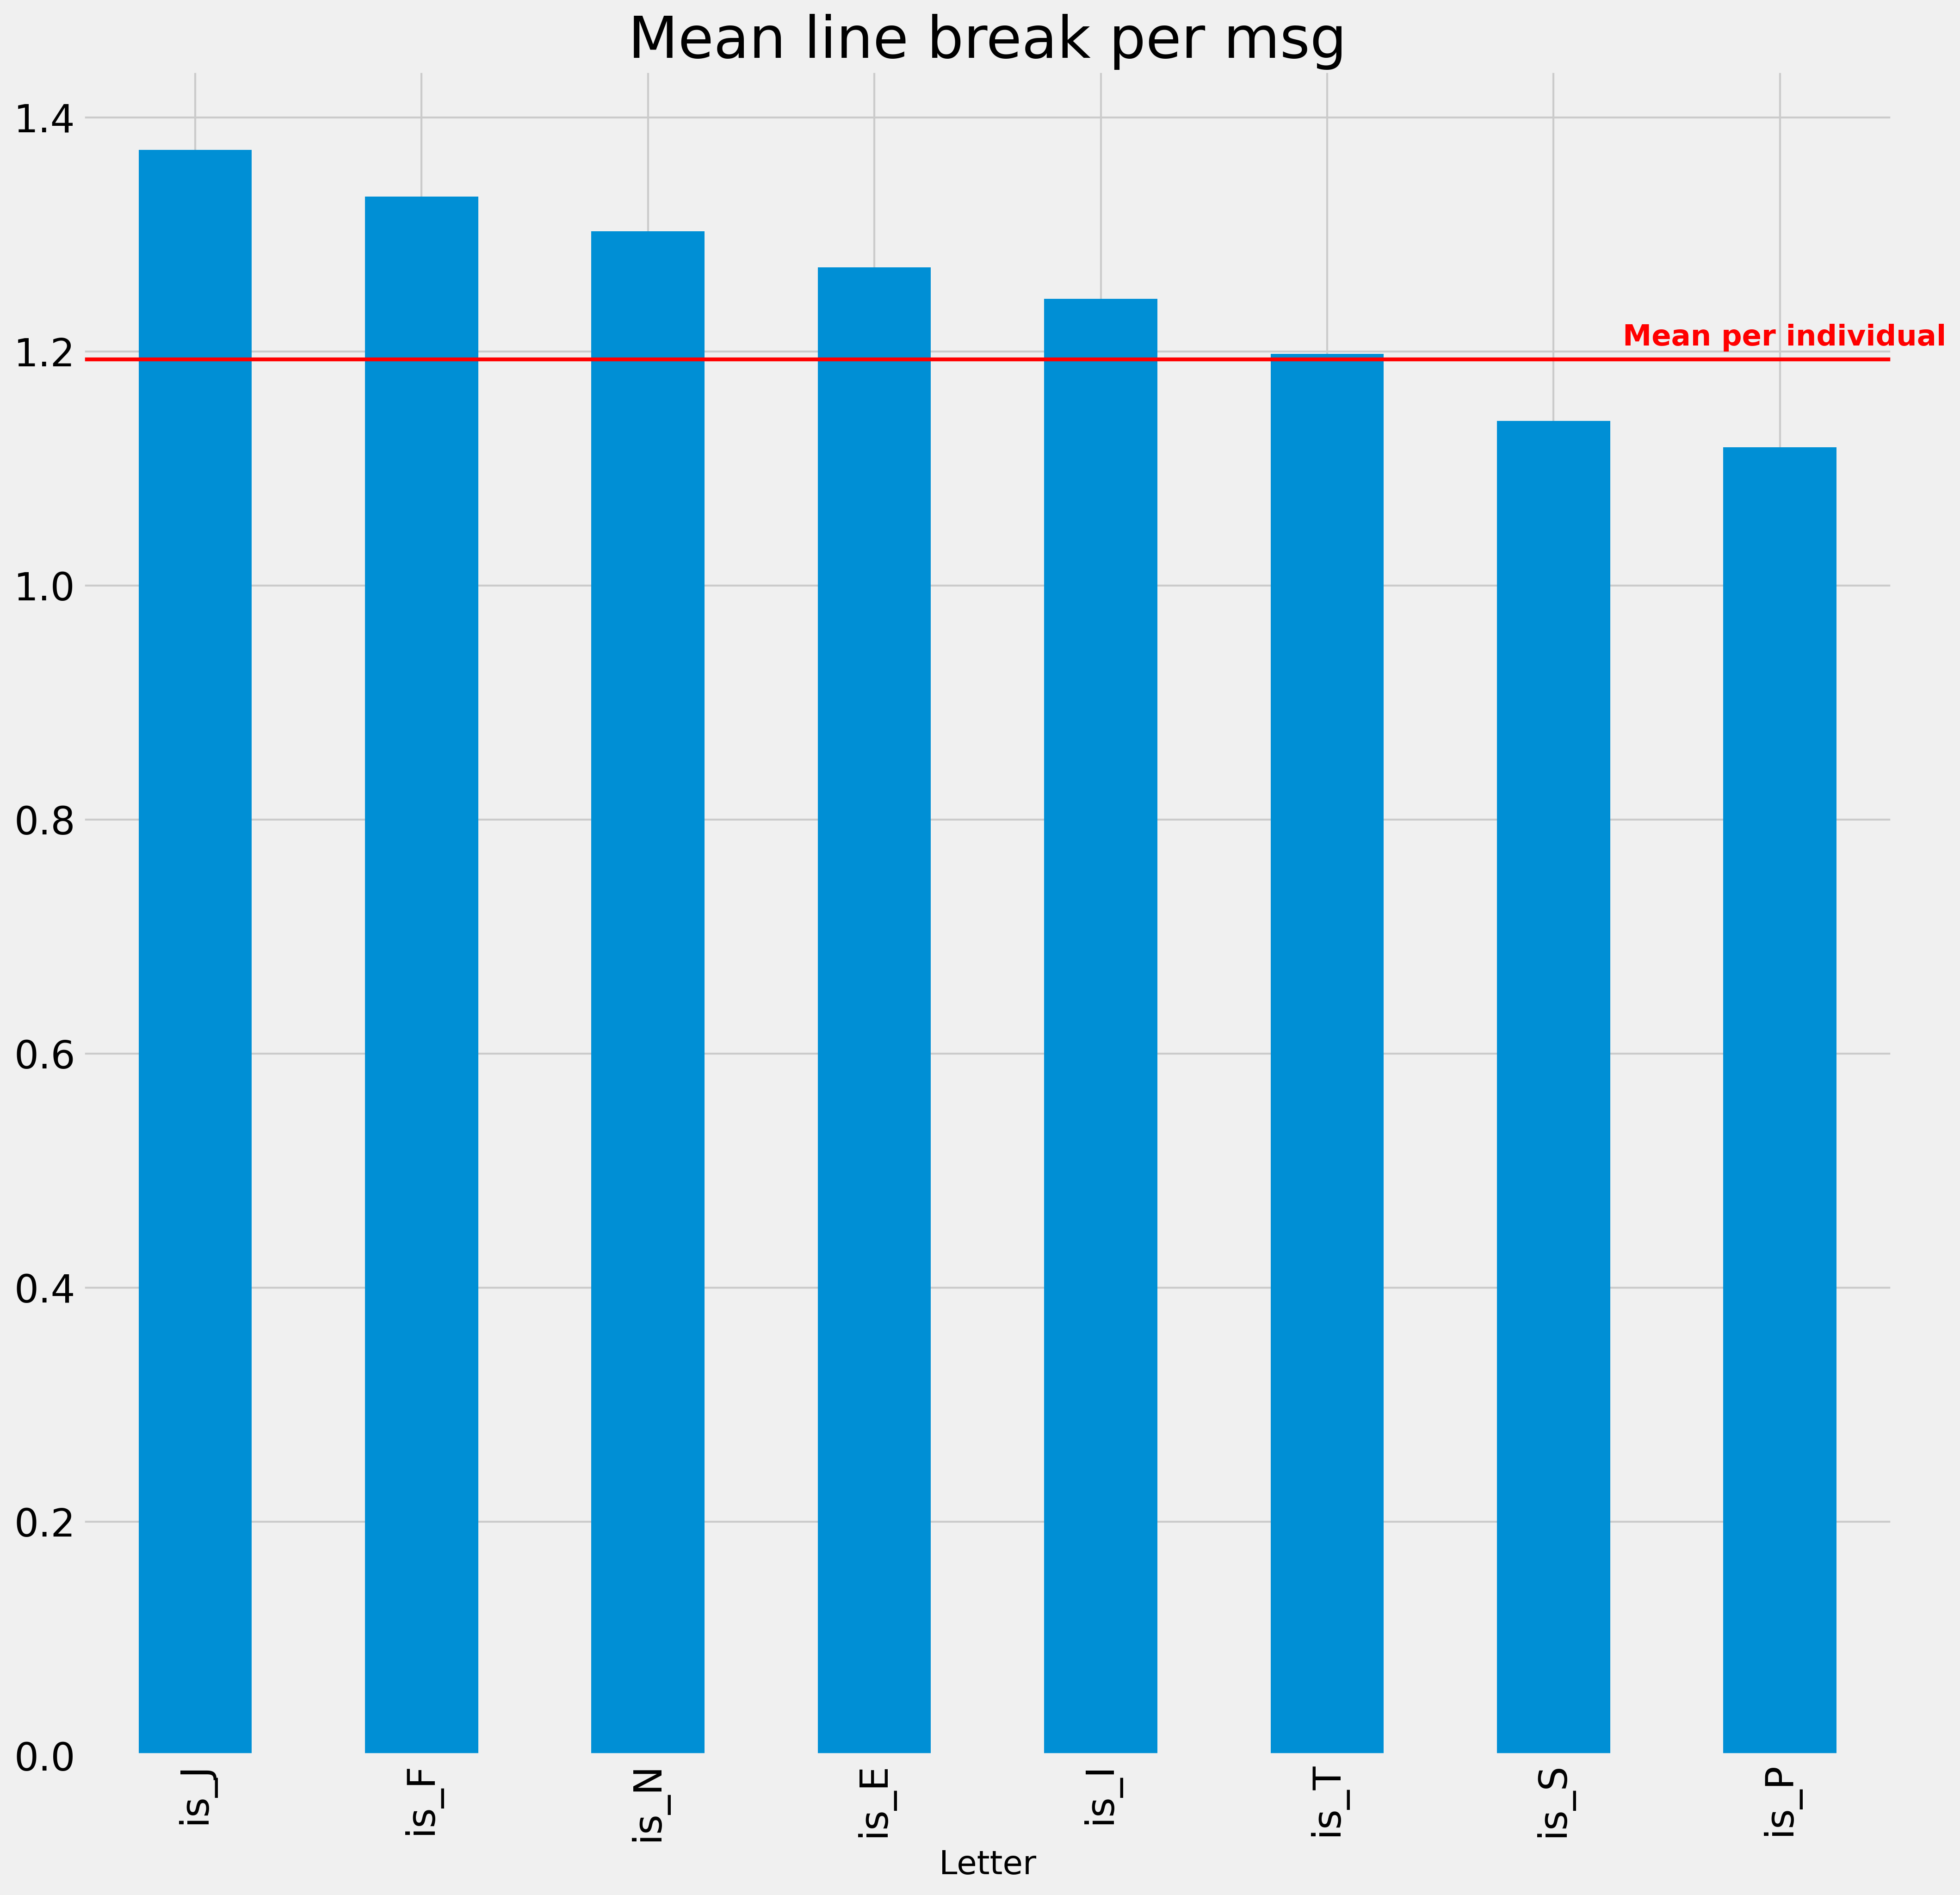 Mean line break per msg
1.4
1.2
1.0
0.8
0.6
0.4
0.2
0.0
Mean per individual
is_J
is_F
is_N
is_E
is_I
is_T
is_S
is_P
Letter